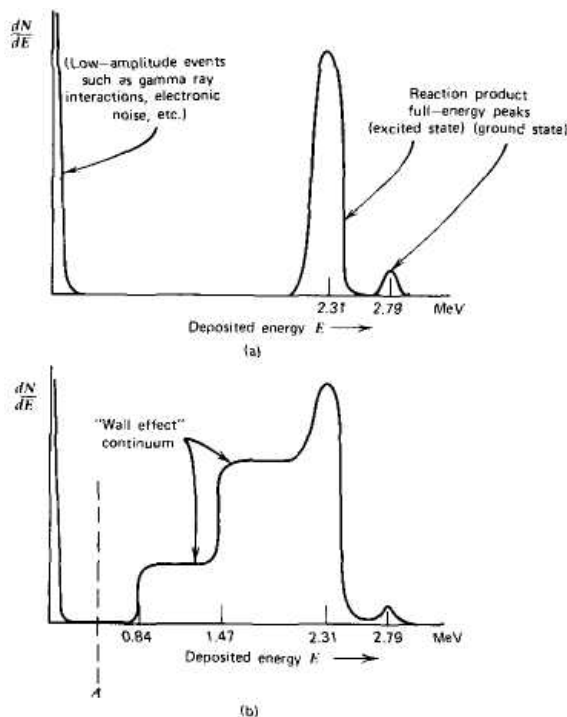 dN
dE
(Low–amplitude events
such as gamma ray
interactions, electronic
noise, etc.)
Reaction product
full–energy peaks
(excited state) (ground state)
2.31
2.79
MeV
Deposited energy E
(a)
dN
dE
"Wall effect"
continuum
0.84
1.47
2.31
2.79
MeV
Deposited energy E
A
(b)